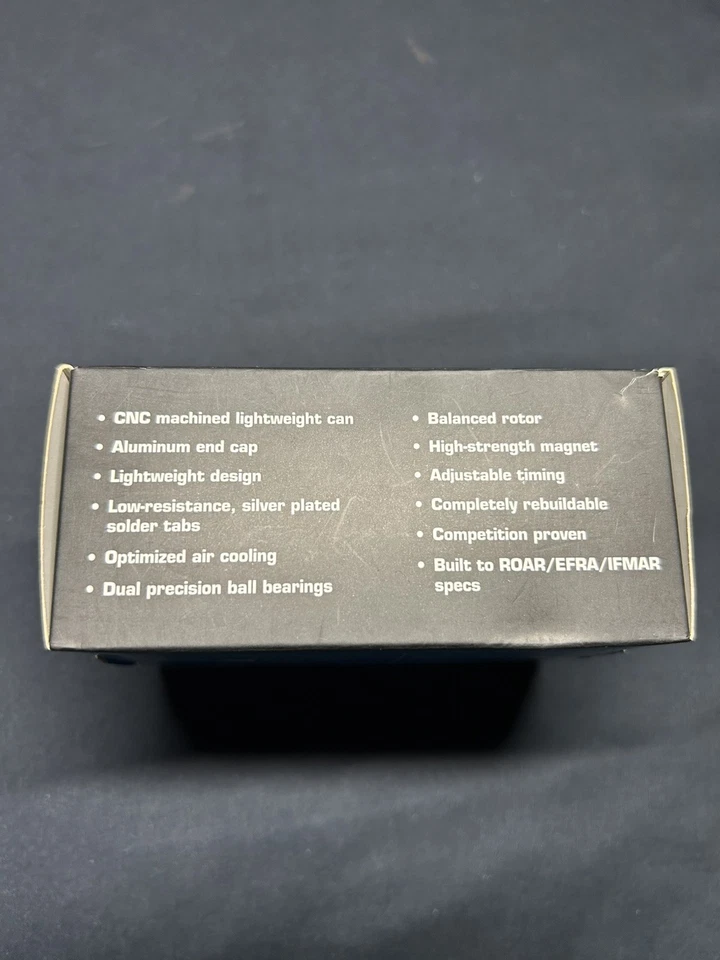 • CNC machined lightweight can
• Aluminum end cap
• Lightweight design
• Low-resistance, silver plated
solder tabs
• Optimized air cooling
• Dual precision ball bearings
• Balanced rotor
• High-strength magnet
• Adjustable timing
• Completely rebuildable
• Competition proven
• Built to ROAR/EFRA/IFMAR
specs